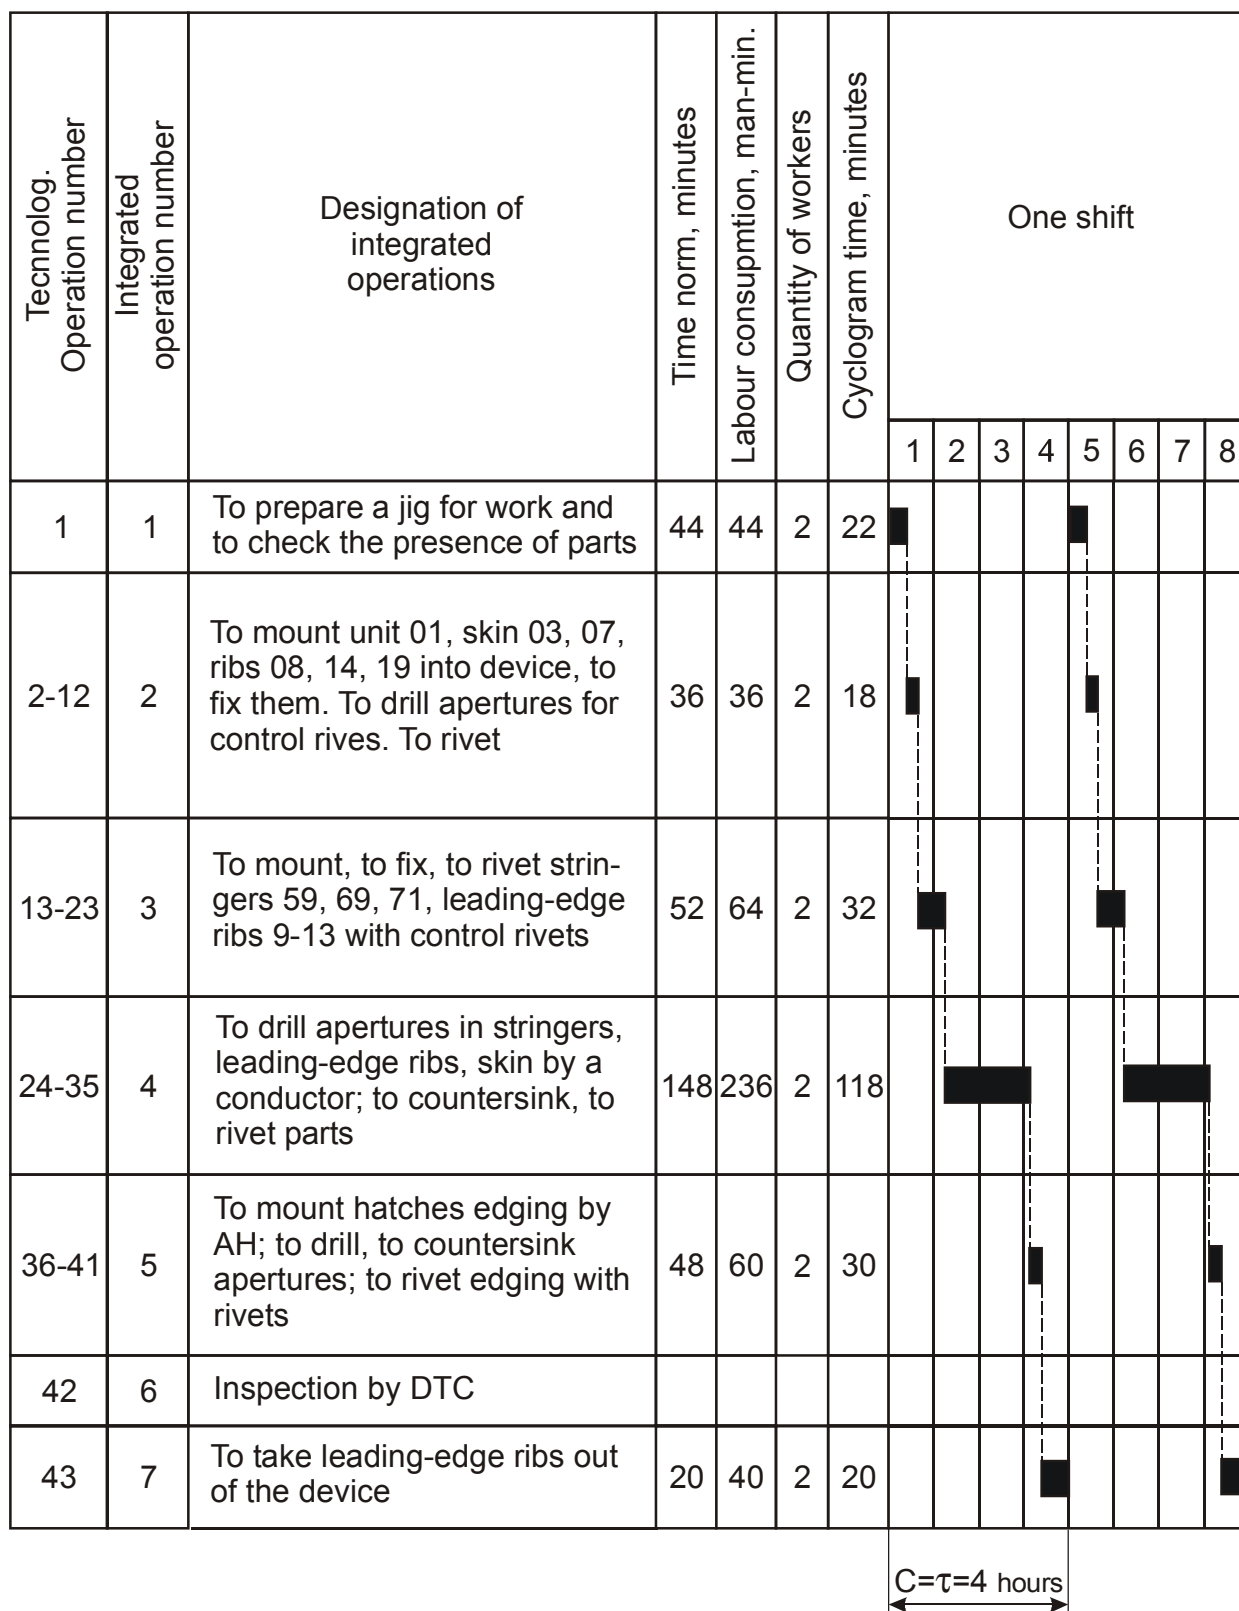 Tecnnolog.
Operation number
Integrated
operation number
Designation of
integrated
operations
Time norm, minutes
Labour consupmtion, man-min.
Quantity of workers
Cyclogram time, minutes
One shift
1 2 3 4 5 6 7 8
1 1 To prepare a jig for work and
to check the presence of parts 44 44 2 22
2-12 2 To mount unit 01, skin 03, 07,
ribs 08, 14, 19 into device, to
fix them. To drill apertures for
control rives. To rivet 36 36 2 18
13-23 3 To mount, to fix, to rivet strin-
gers 59, 69, 71, leading-edge
ribs 9-13 with control rivets 52 64 2 32
24-35 4 To drill apertures in stringers,
leading-edge ribs, skin by a
conductor; to countersink, to
rivet parts 148 236 2 118
36-41 5 To mount hatches edging by
AH; to drill, to countersink
apertures; to rivet edging with
rivets 48 60 2 30
42 6 Inspection by DTC
43 7 To take leading-edge ribs out
of the device 20 40 2 20
C=τ=4 hours